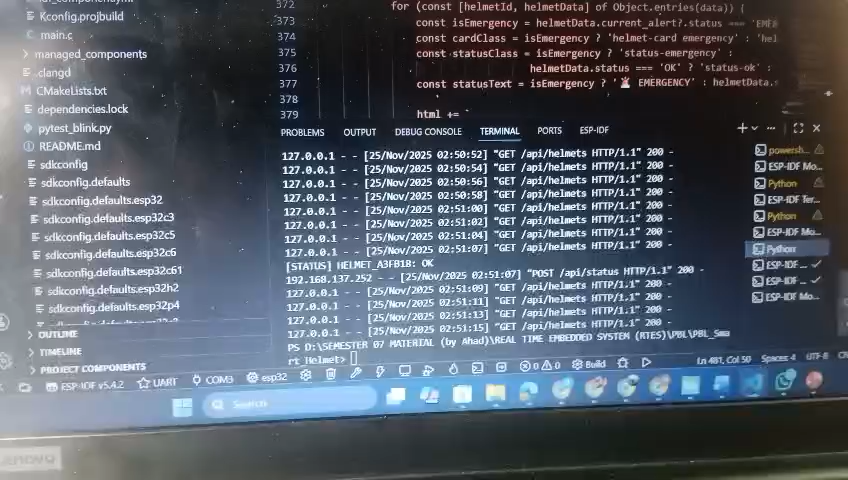 Kconfig.projbuild
main.c
managed_components
.clangd
CMakeLists.txt
dependencies.lock
pytest_blink.py
README.md
sdkconfig
sdkconfig.defaults
sdkconfig.defaults.esp32
sdkconfig.defaults.esp32c3
sdkconfig.defaults.esp32c5
sdkconfig.defaults.esp32c6
sdkconfig.defaults.esp32c61
sdkconfig.defaults.esp32h2
sdkconfig.defaults.esp32p4
OUTLINE
TIMELINE
PROJECT COMPONENTS
372 for (const [helmetId, helmetData] of Object.entries(data)) {
373 const isEmergency = helmetData.current_alert?.status === 'EME
374 const cardClass = isEmergency ? 'helmet-card emergency' : 'hel
375 const statusClass = isEmergency ? 'status-emergency' :
376 helmetData.status === 'OK' ? 'status-ok' :
377 const statusText = isEmergency ? '🚨 EMERGENCY' : helmetData.s
378
379 html += `
PROBLEMS OUTPUT DEBUG CONSOLE TERMINAL PORTS ESP-IDF
127.0.0.1 - - [25/Nov/2025 02:50:52] "GET /api/helmets HTTP/1.1" 200 -
127.0.0.1 - - [25/Nov/2025 02:50:54] "GET /api/helmets HTTP/1.1" 200 -
127.0.0.1 - - [25/Nov/2025 02:50:56] "GET /api/helmets HTTP/1.1" 200 -
127.0.0.1 - - [25/Nov/2025 02:50:58] "GET /api/helmets HTTP/1.1" 200 -
127.0.0.1 - - [25/Nov/2025 02:51:00] "GET /api/helmets HTTP/1.1" 200 -
127.0.0.1 - - [25/Nov/2025 02:51:02] "GET /api/helmets HTTP/1.1" 200 -
127.0.0.1 - - [25/Nov/2025 02:51:04] "GET /api/helmets HTTP/1.1" 200 -
127.0.0.1 - - [25/Nov/2025 02:51:07] "GET /api/helmets HTTP/1.1" 200 -
[STATUS] HELMET_A3FB1B: OK
192.168.137.252 - - [25/Nov/2025 02:51:07] "POST /api/status HTTP/1.1" 200 -
127.0.0.1 - - [25/Nov/2025 02:51:09] "GET /api/helmets HTTP/1.1" 200 -
127.0.0.1 - - [25/Nov/2025 02:51:11] "GET /api/helmets HTTP/1.1" 200 -
127.0.0.1 - - [25/Nov/2025 02:51:13] "GET /api/helmets HTTP/1.1" 200 -
127.0.0.1 - - [25/Nov/2025 02:51:15] "GET /api/helmets HTTP/1.1" 200 -
PS D:\SEMESTER 07 MATERIAL (by Ahad)\REAL TIME EMBEDDED SYSTEM (RTES)\PBL\PBL_Sma
rt Helmet>
powersh...
ESP-IDF Mo...
Python
ESP-IDF Ter...
Python
ESP-IDF Mo...
Python
ESP-IDF ...
ESP-IDF ...
ESP-IDF Mo...
ESP-IDF v5.4.2 UART COM3 esp32 0 0 Build Ln 481, Col 50 Spaces: 4 UTF-8
Search
Lenovo